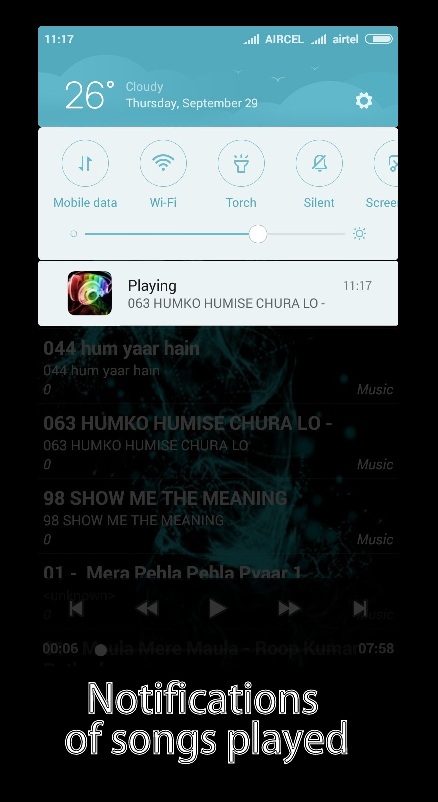 11:17 AIRCEL airtel
26° Cloudy
Thursday, September 29
Mobile data Wi-Fi Torch Silent Scree
Playing 11:17
063 HUMKO HUMISE CHURA LO -
044 hum yaar hain
044 hum yaar hain
0 Music
063 HUMKO HUMISE CHURA LO -
063 HUMKO HUMISE CHURA LO
0 Music
98 SHOW ME THE MEANING
98 SHOW ME THE MEANING
0 Music
01 - Mera Pehla Pehla Pyaar 1
<unknown>
0 Music
00:06 Maula Mere Maula - Roop Kumar 07:58
Notifications
of songs played